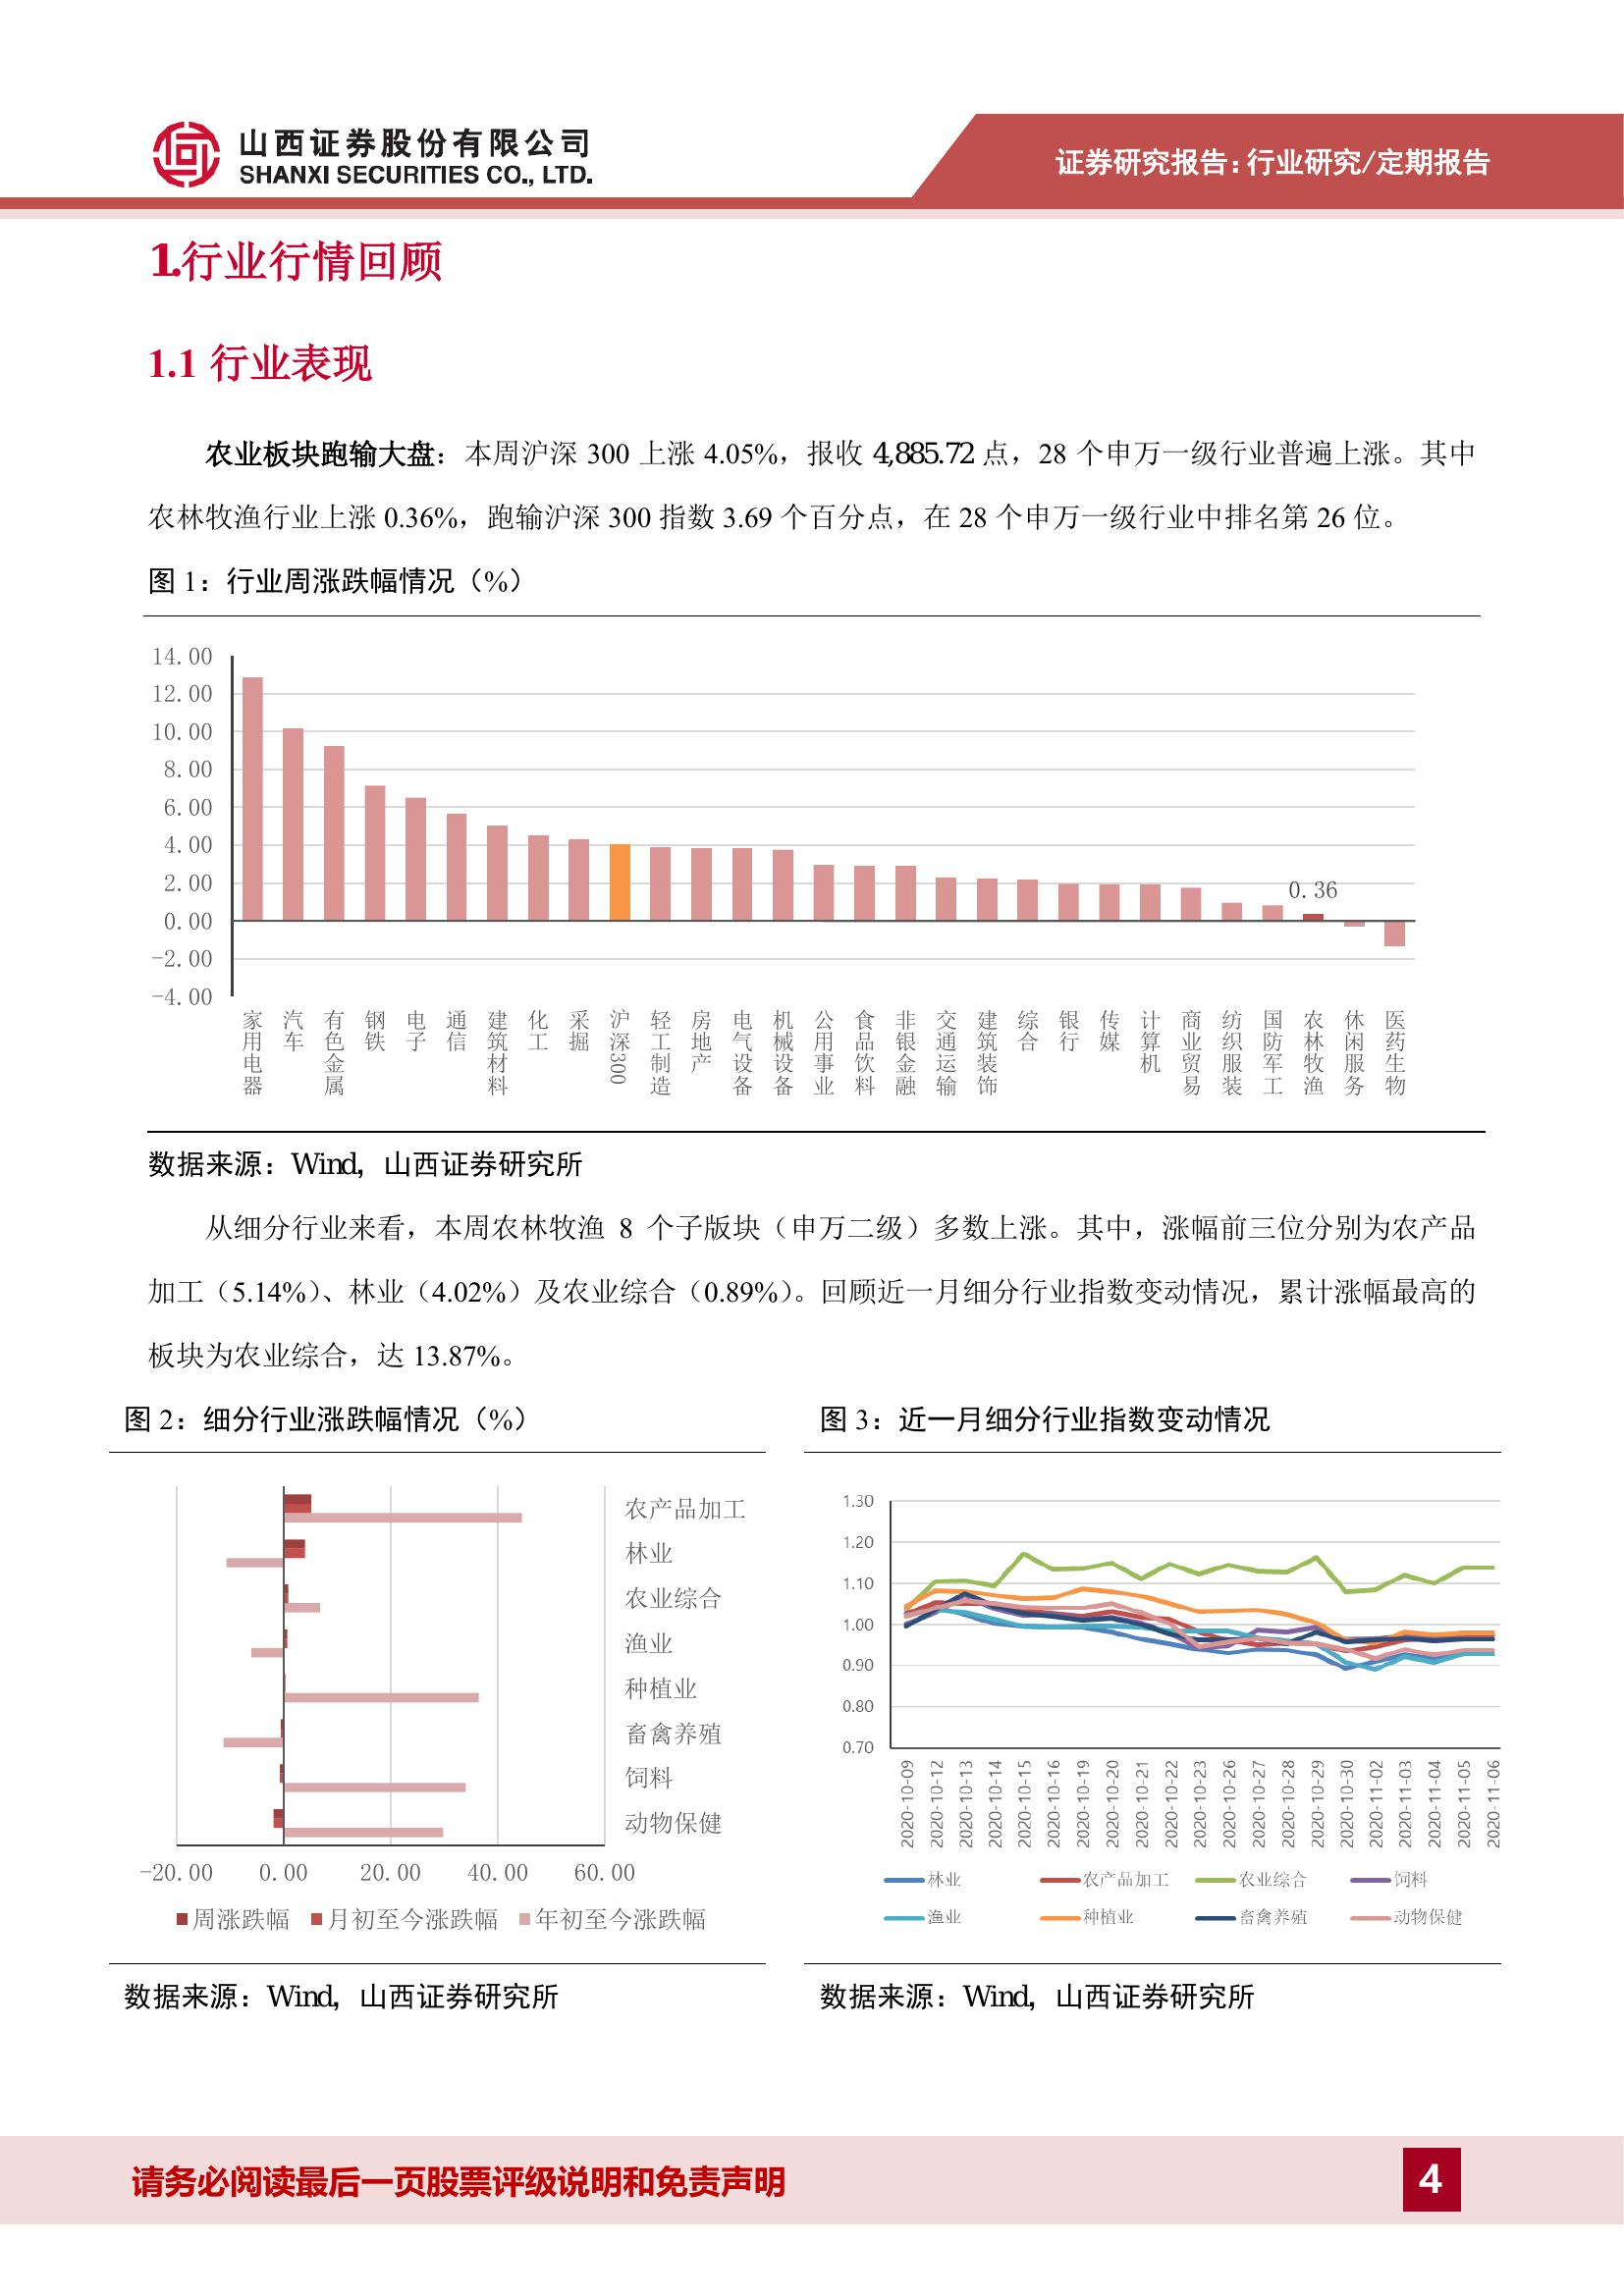 山西证券股份有限公司
SHANXI SECURITIES CO., LTD.
证券研究报告：行业研究/定期报告
1.行业行情回顾
1.1 行业表现
农业板块跑输大盘：本周沪深 300 上涨 4.05%，报收 4,885.72 点，28 个申万一级行业普遍上涨。其中
农林牧渔行业上涨 0.36%，跑输沪深 300 指数 3.69 个百分点，在 28 个申万一级行业中排名第 26 位。
图 1：行业周涨跌幅情况（%）
14.00
12.00
10.00
8.00
6.00
4.00
2.00
0.00
-2.00
-4.00
0.36
家用电器
汽车
有色金属
钢铁
电子
通信
建筑材料
化工
采掘
沪深300
轻工制造
房地产
电气设备
机械设备
公用事业
食品饮料
非银金融
交通运输
建筑装饰
综合
银行
传媒
计算机
商业贸易
纺织服装
国防军工
农林牧渔
休闲服务
医药生物
数据来源：Wind，山西证券研究所
从细分行业来看，本周农林牧渔 8 个子版块（申万二级）多数上涨。其中，涨幅前三位分别为农产品
加工（5.14%）、林业（4.02%）及农业综合（0.89%）。回顾近一月细分行业指数变动情况，累计涨幅最高的
板块为农业综合，达 13.87%。
图 2：细分行业涨跌幅情况（%）
农产品加工
林业
农业综合
渔业
种植业
畜禽养殖
饲料
动物保健
-20.00 0.00 20.00 40.00 60.00
周涨跌幅 月初至今涨跌幅 年初至今涨跌幅
数据来源：Wind，山西证券研究所
图 3：近一月细分行业指数变动情况
1.30
1.20
1.10
1.00
0.90
0.80
0.70
2020-10-09
2020-10-12
2020-10-13
2020-10-14
2020-10-15
2020-10-16
2020-10-19
2020-10-20
2020-10-21
2020-10-22
2020-10-23
2020-10-26
2020-10-27
2020-10-28
2020-10-29
2020-10-30
2020-11-02
2020-11-03
2020-11-04
2020-11-05
2020-11-06
林业 农产品加工 农业综合 饲料
渔业 种植业 畜禽养殖 动物保健
数据来源：Wind，山西证券研究所
请务必阅读最后一页股票评级说明和免责声明
4